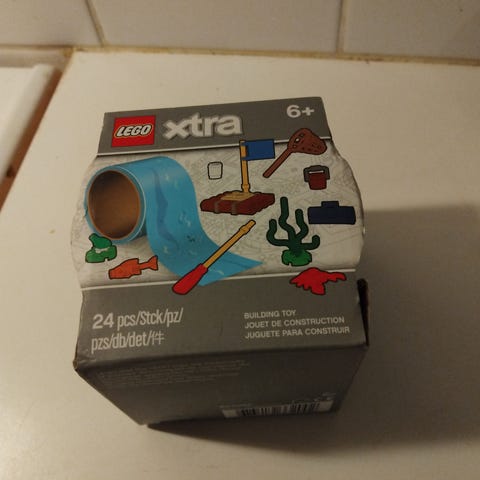 LEGO xtra 6+
24 pcs/Stck/pz/
pzs/db/det/件
BUILDING TOY
JOUET DE CONSTRUCTION
JUGUETE PARA CONSTRUIR